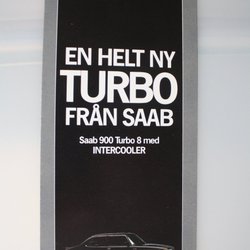 EN HELT NY
TURBO
FRÅN SAAB
Saab 900 Turbo 8 med
INTERCOOLER